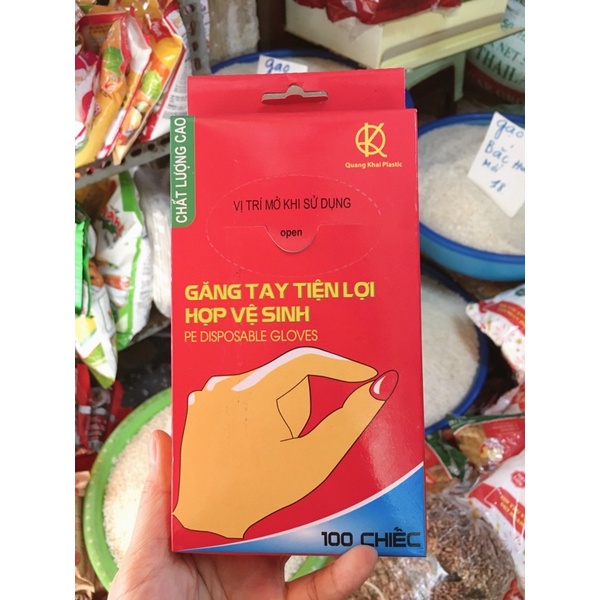 CHẤT LƯỢNG CAO
Quang Khai Plastic
VỊ TRÍ MỞ KHI SỬ DỤNG
open
GĂNG TAY TIỆN LỢI
HỢP VỆ SINH
PE DISPOSABLE GLOVES
100 CHIẾC
gạo
gạo
Bắc
18